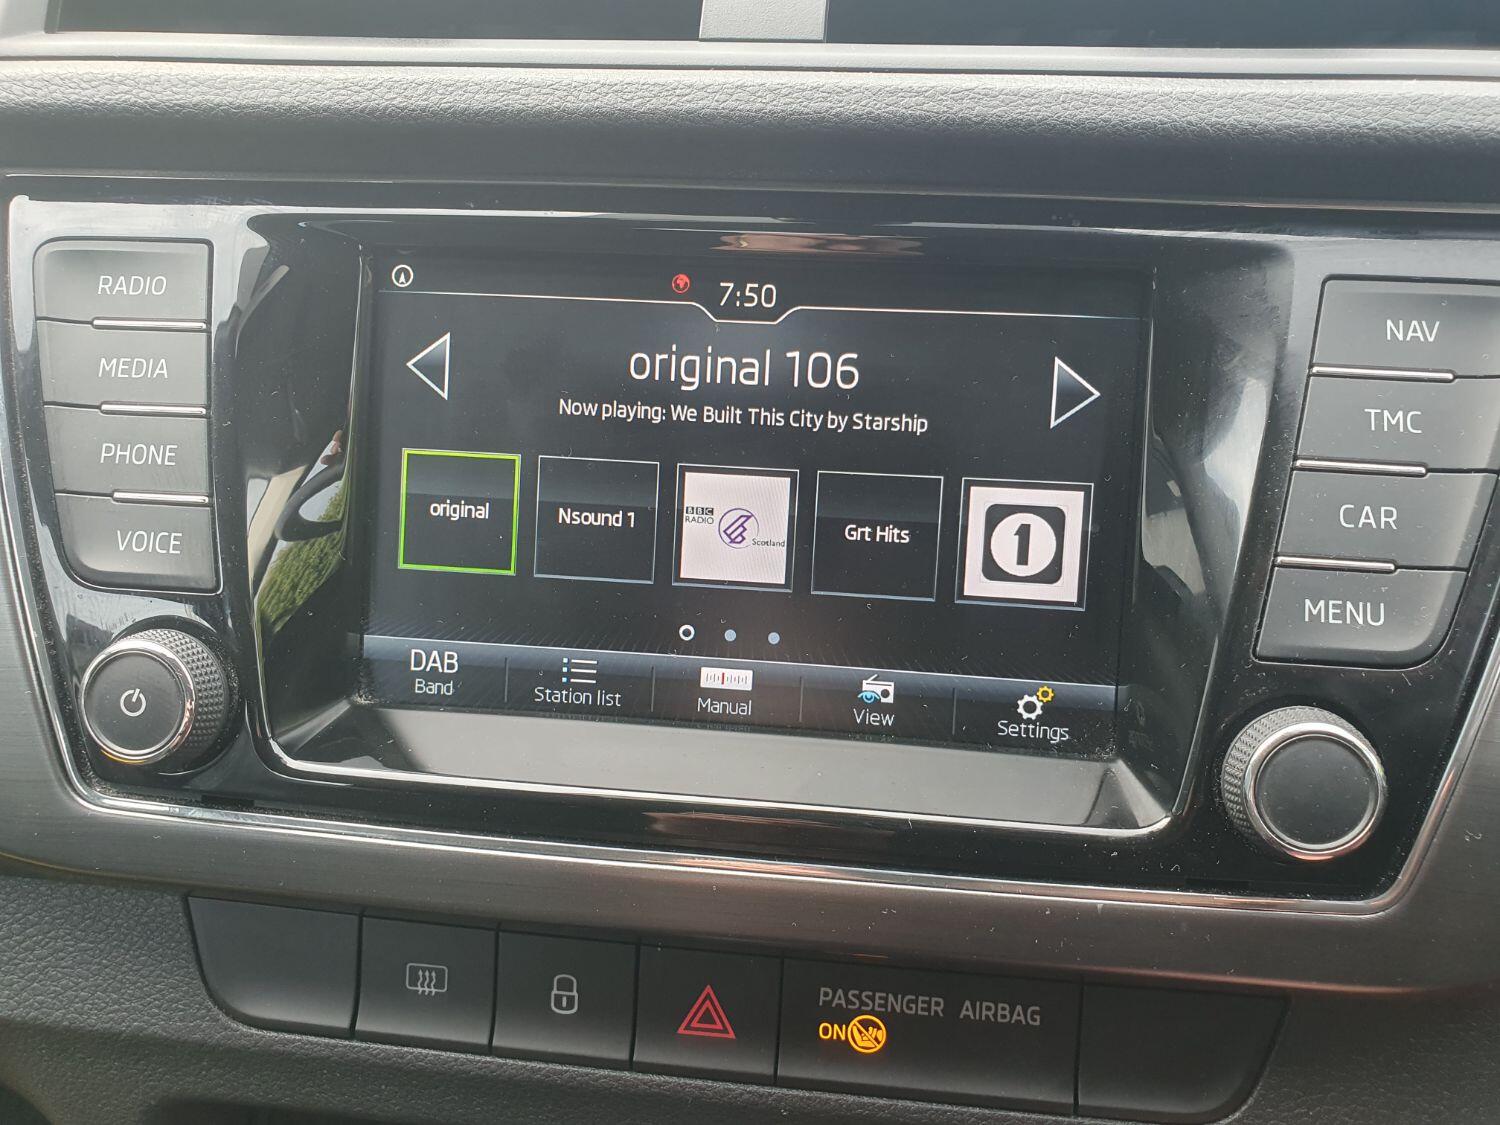 RADIO
MEDIA
PHONE
VOICE
7:50
original 106
Now playing: We Built This City by Starship
original
Nsound 1
BBC
RADIO
Scotland
Grt Hits
1
DAB
Band
Station list
Manual
View
Settings
NAV
TMC
CAR
MENU
PASSENGER AIRBAG
ON